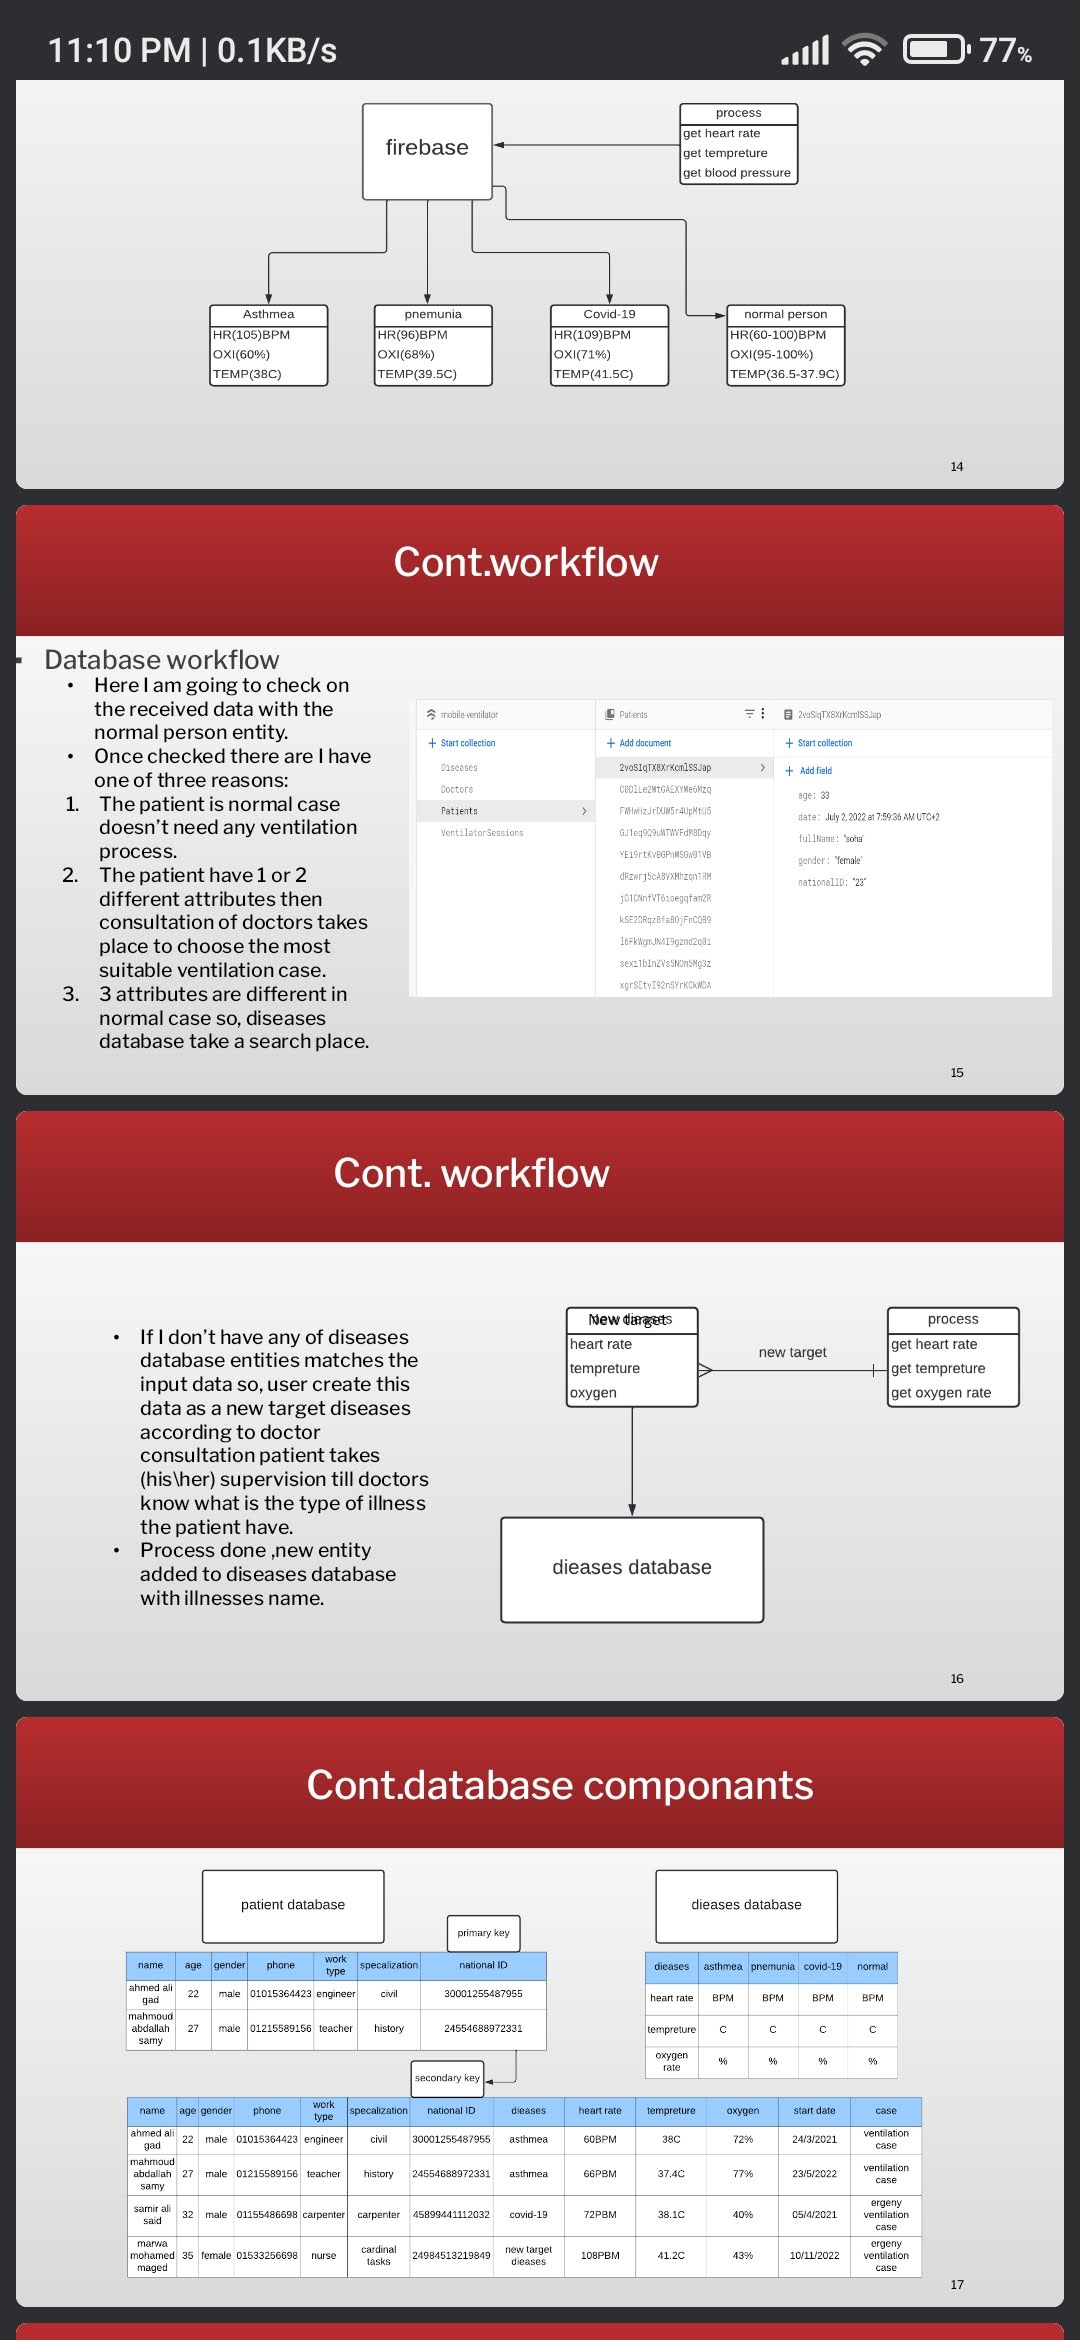 11:10 PM | 0.1KB/s
77%
firebase
process
get heart rate
get tempreture
get blood pressure
Asthmea
HR(105)BPM
OXI(60%)
TEMP(38C)
pnemunia
HR(96)BPM
OXI(68%)
TEMP(39.5C)
Covid-19
HR(109)BPM
OXI(71%)
TEMP(41.5C)
normal person
HR(60-100)BPM
OXI(95-100%)
TEMP(36.5-37.9C)
14
Cont.workflow
▪ Database workflow
• Here I am going to check on
the received data with the
normal person entity.
• Once checked there are I have
one of three reasons:
1. The patient is normal case
doesn't need any ventilation
process.
2. The patient have 1 or 2
different attributes then
consultation of doctors takes
place to choose the most
suitable ventilation case.
3. 3 attributes are different in
normal case so, diseases
database take a search place.
mobile-ventilator
+ Start collection
Diseases
Doctors
Patients
VentilatorSessions
Patients
+ Add document
2voSIqTX8XrKcmlSSJap
2voSIqTX8XrKcmlSSJap
+ Start collection
+ Add field
age: 33
date: July 2, 2022 at 7:59:36 AM UTC+2
fullName: "soha"
gender: "female"
nationalID: "23"
15
Cont. workflow
• If I don't have any of diseases
database entities matches the
input data so, user create this
data as a new target diseases
according to doctor
consultation patient takes
(his\her) supervision till doctors
know what is the type of illness
the patient have.
• Process done ,new entity
added to diseases database
with illnesses name.
New target
heart rate
tempreture
oxygen
new target
process
get heart rate
get tempreture
get oxygen rate
dieases database
16
Cont.database componants
patient database
primary key
name age gender phone work type specalization national ID
ahmed ali gad 22 male 01015364423 engineer civil 30001255487955
mahmoud abdallah samy 27 male 01215589156 teacher history 24554688972331
dieases database
dieases asthmea pnemunia covid-19 normal
heart rate BPM BPM BPM BPM
tempreture C C C C
oxygen rate % % % %
secondary key
name age gender phone work type specalization national ID dieases heart rate tempreture oxygen start date case
ahmed ali gad 22 male 01015364423 engineer civil 30001255487955 asthmea 60BPM 38C 72% 24/3/2021 ventilation case
mahmoud abdallah samy 27 male 01215589156 teacher history 24554688972331 asthmea 66BPM 37.4C 77% 23/5/2022 ventilation case
samir ali said 32 male 01155486698 carpenter carpenter 45899441112032 covid-19 72PBM 38.1C 40% 05/4/2021 ergeny ventilation case
marwa mohamed maged 35 female 01533256698 nurse cardinal tasks 24984513219849 new target dieases 108PBM 41.2C 43% 10/11/2022 ergeny ventilation case
17